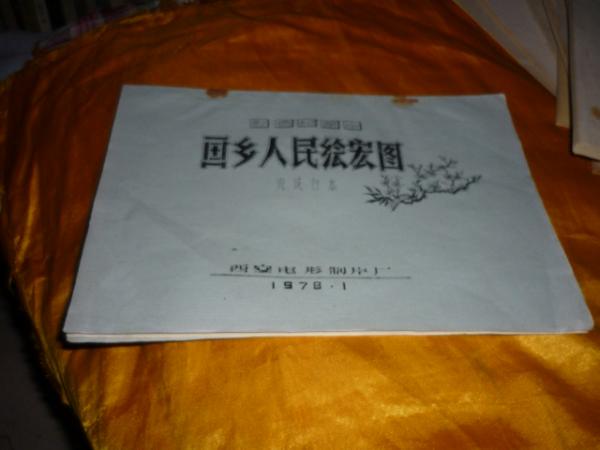 画乡人民绘宏图
完成台本
西安电影制片厂
1978·1